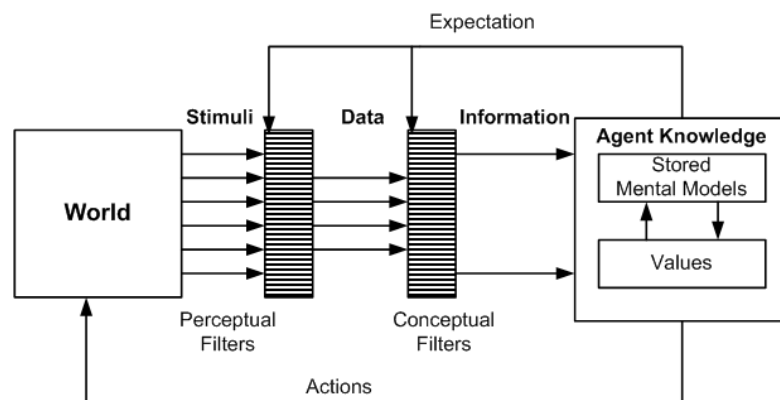 Expectation
Stimuli
Data
Information
World
Agent Knowledge
Stored
Mental Models
Values
Perceptual
Filters
Conceptual
Filters
Actions